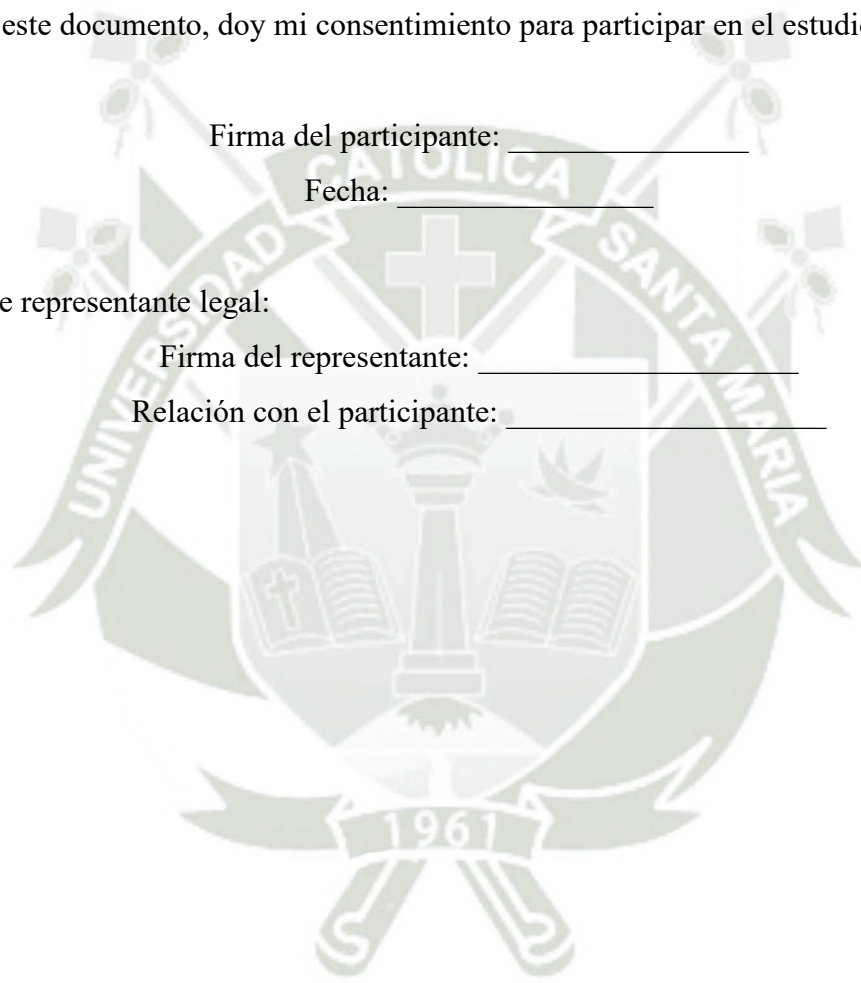 este documento, doy mi consentimiento para participar en el estudio
Firma del participante: _______________
Fecha: ________________
e representante legal:
Firma del representante: ____________________
Relación con el participante: ____________________
UNIVERSIDAD CATOLICA SANTA MARIA
1961